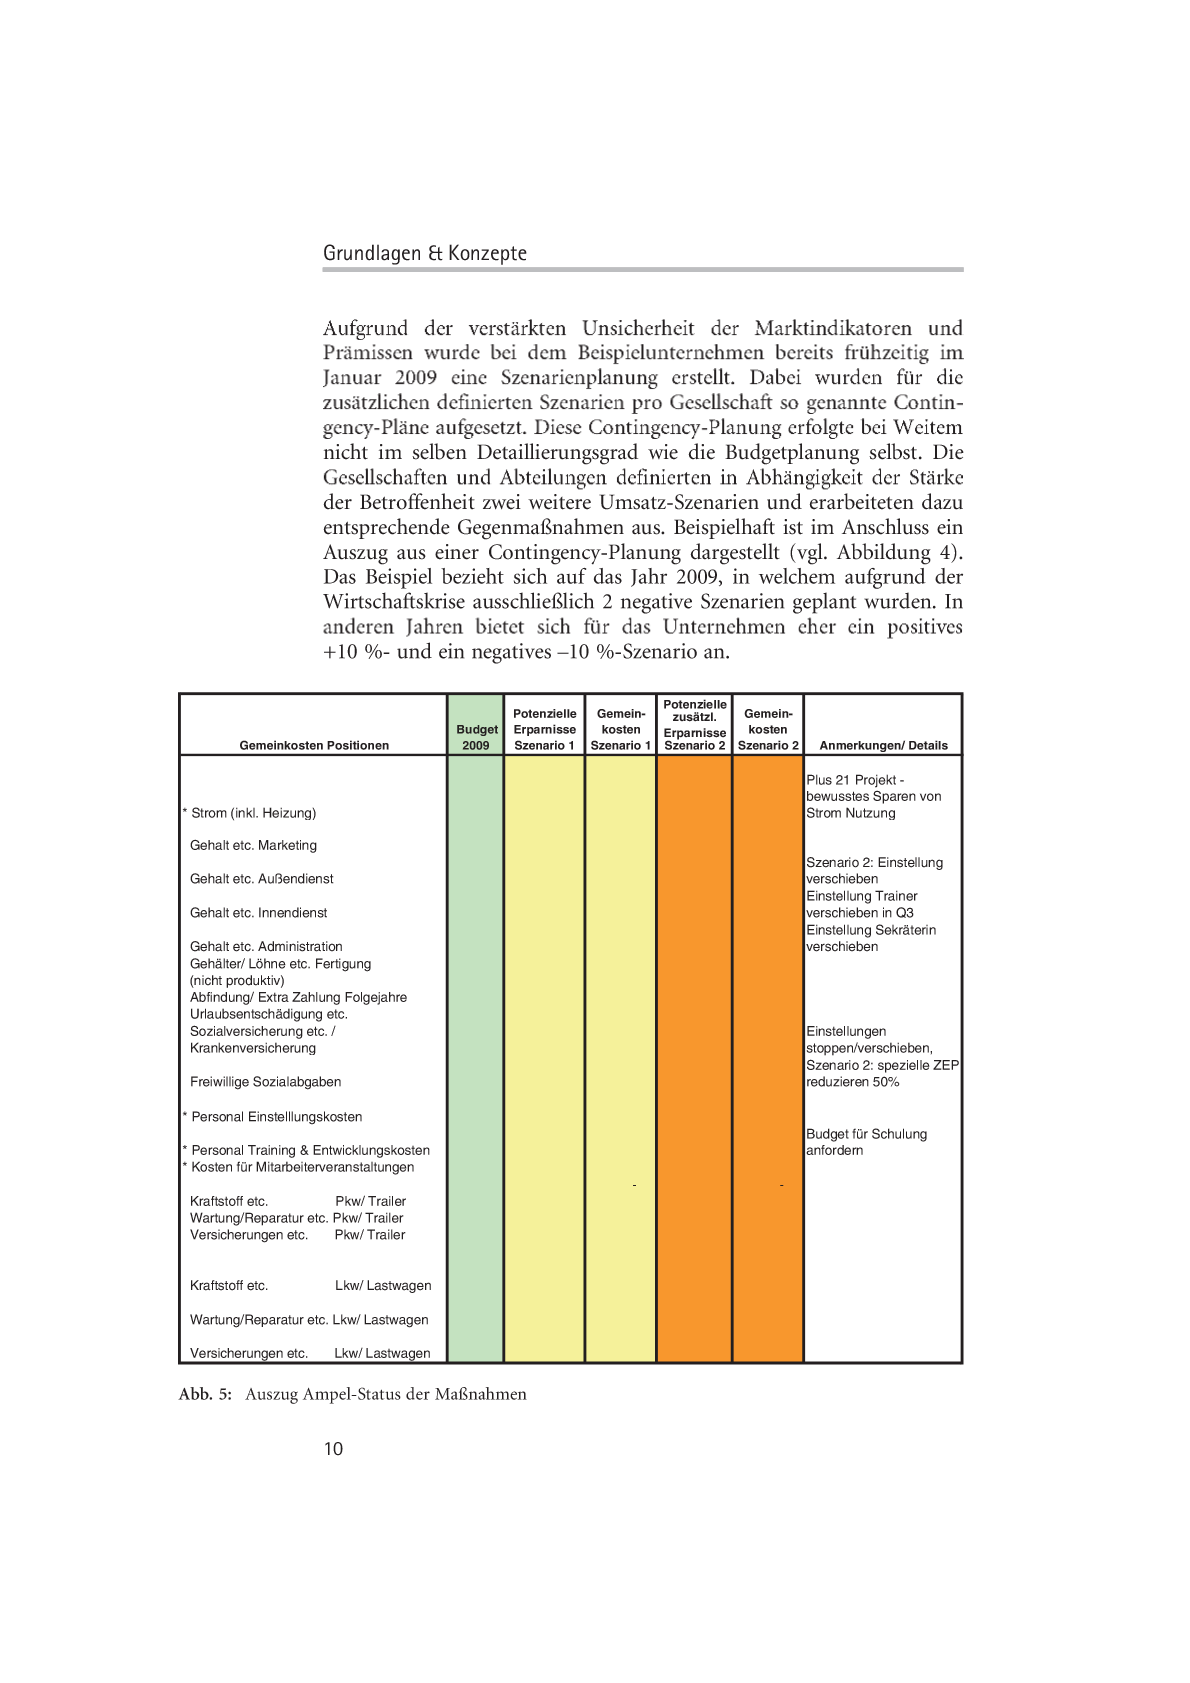 Grundlagen & Konzepte
Aufgrund der verstärkten Unsicherheit der Marktindikatoren und
Prämissen wurde bei dem Beispielunternehmen bereits frühzeitig im
Januar 2009 eine Szenarienplanung erstellt. Dabei wurden für die
zusätzlichen definierten Szenarien pro Gesellschaft so genannte Contin-
gency-Pläne aufgesetzt. Diese Contingency-Planung erfolgte bei Weitem
nicht im selben Detaillierungsgrad wie die Budgetplanung selbst. Die
Gesellschaften und Abteilungen definierten in Abhängigkeit der Stärke
der Betroffenheit zwei weitere Umsatz-Szenarien und erarbeiteten dazu
entsprechende Gegenmaßnahmen aus. Beispielhaft ist im Anschluss ein
Auszug aus einer Contingency-Planung dargestellt (vgl. Abbildung 4).
Das Beispiel bezieht sich auf das Jahr 2009, in welchem aufgrund der
Wirtschaftskrise ausschließlich 2 negative Szenarien geplant wurden. In
anderen Jahren bietet sich für das Unternehmen eher ein positives
+10 %- und ein negatives –10 %-Szenario an.
Gemeinkosten Positionen
Budget
2009
Potenzielle
Erparnisse
Szenario 1
Gemein-
kosten
Szenario 1
Potenzielle
zusätzl.
Erparnisse
Szenario 2
Gemein-
kosten
Szenario 2
Anmerkungen/ Details
Plus 21 Projekt -
bewusstes Sparen von
* Strom (inkl. Heizung) Strom Nutzung
Gehalt etc. Marketing
Szenario 2: Einstellung
Gehalt etc. Außendienst verschieben
Einstellung Trainer
Gehalt etc. Innendienst verschieben in Q3
Einstellung Sekräterin
Gehalt etc. Administration verschieben
Gehälter/ Löhne etc. Fertigung
(nicht produktiv)
Abfindung/ Extra Zahlung Folgejahre
Urlaubsentschädigung etc.
Sozialversicherung etc. / Einstellungen
Krankenversicherung stoppen/verschieben,
Szenario 2: spezielle ZEP
Freiwillige Sozialabgaben reduzieren 50%
* Personal Einstelllungskosten
Budget für Schulung
* Personal Training & Entwicklungskosten anfordern
* Kosten für Mitarbeiterveranstaltungen
- -
Kraftstoff etc. Pkw/ Trailer
Wartung/Reparatur etc. Pkw/ Trailer
Versicherungen etc. Pkw/ Trailer
Kraftstoff etc. Lkw/ Lastwagen
Wartung/Reparatur etc. Lkw/ Lastwagen
Versicherungen etc. Lkw/ Lastwagen
Abb. 5: Auszug Ampel-Status der Maßnahmen
10